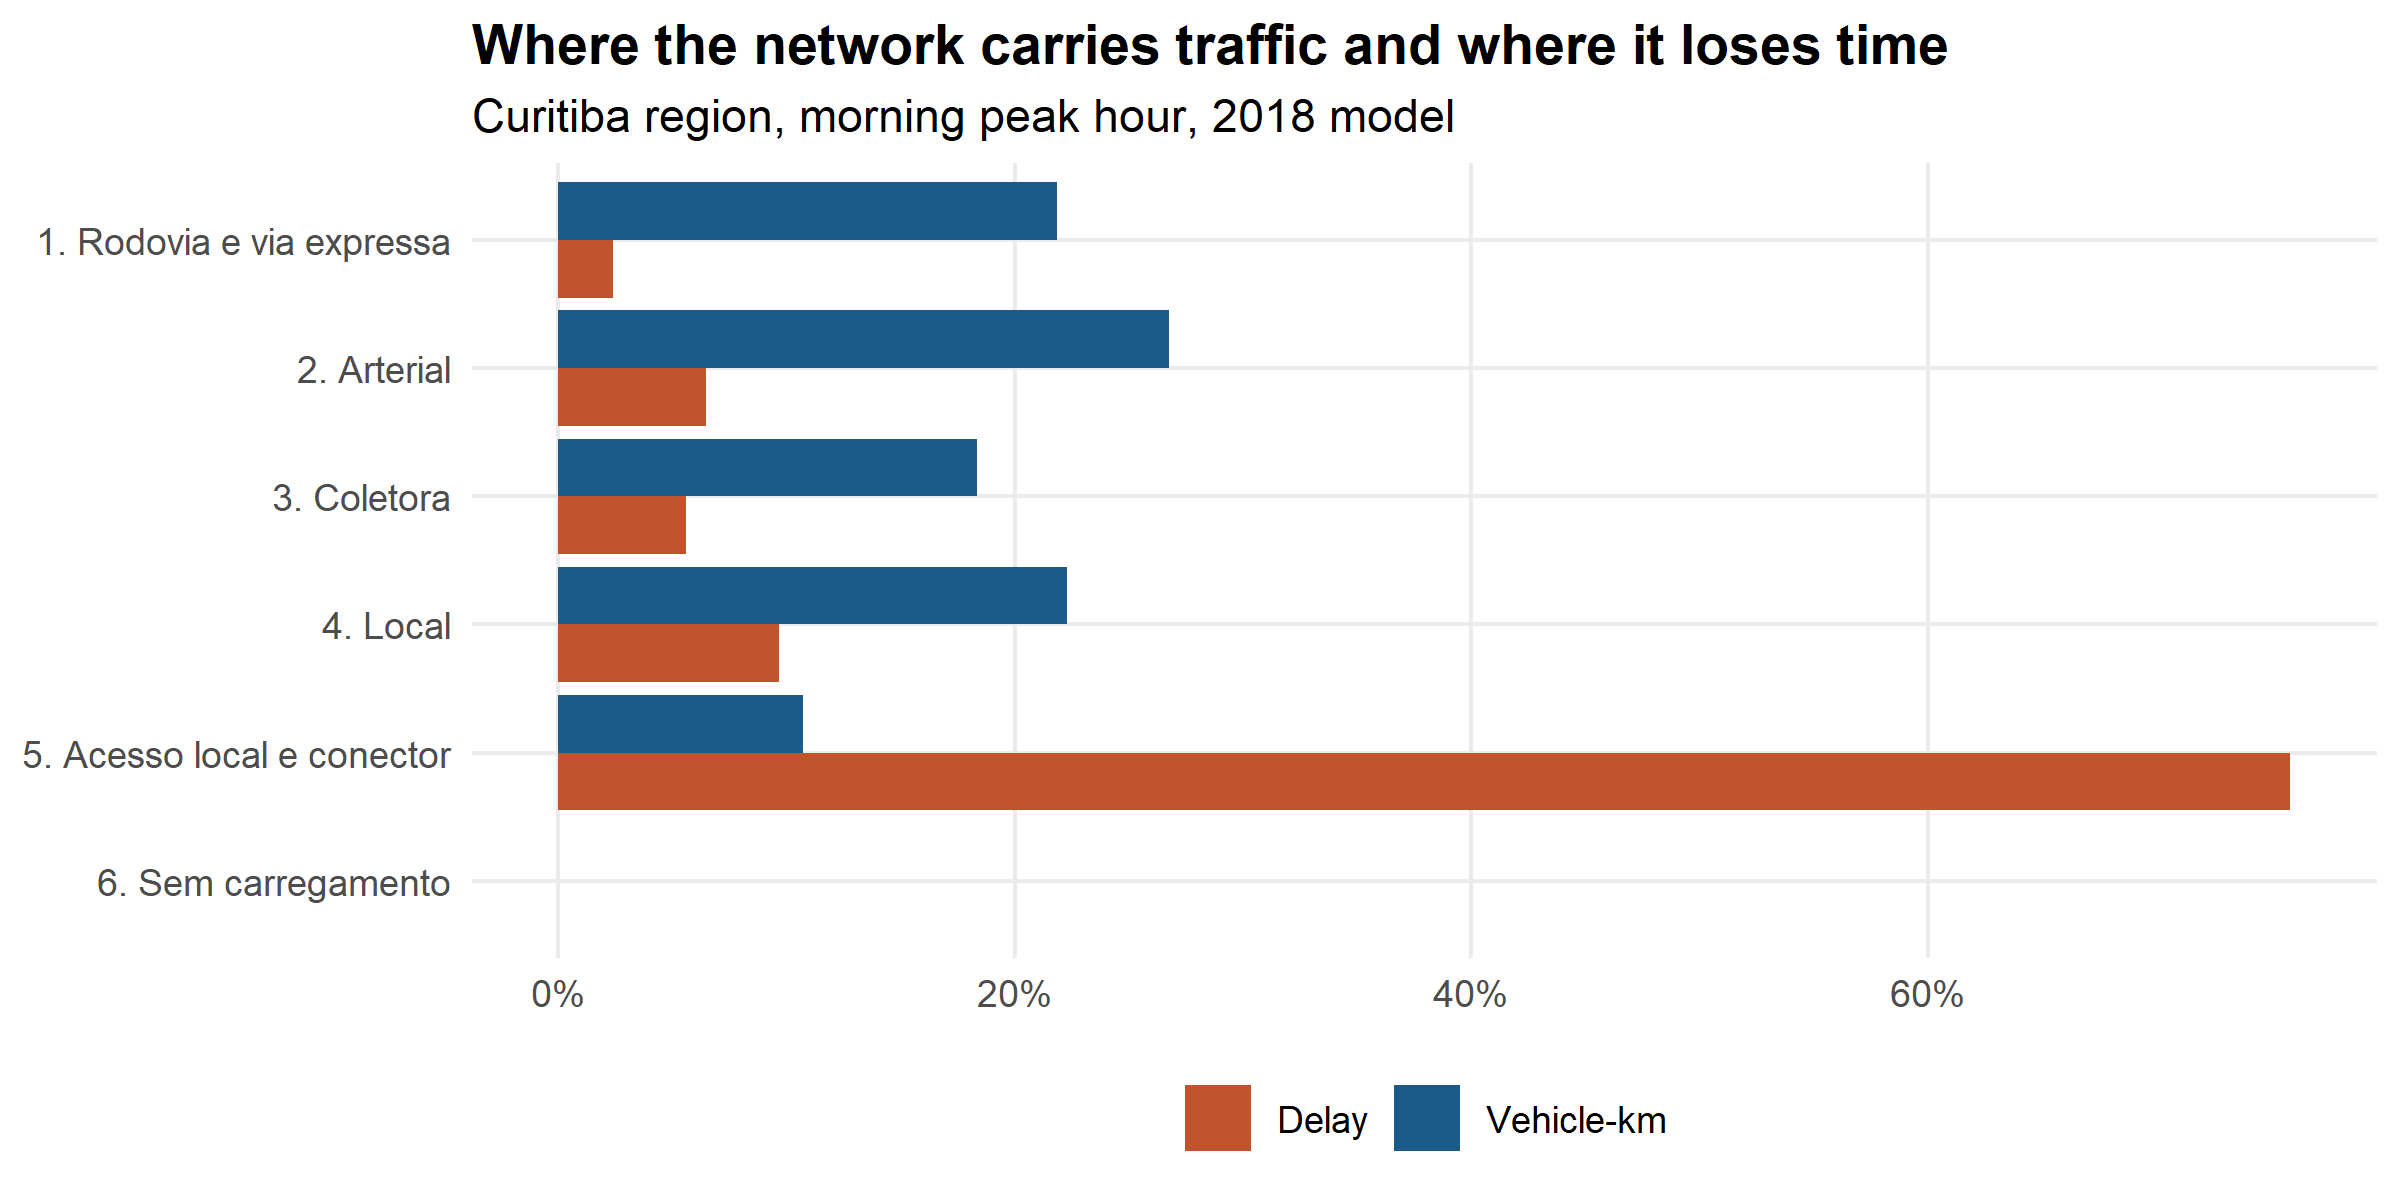 Where the network carries traffic and where it loses time
Curitiba region, morning peak hour, 2018 model
1. Rodovia e via expressa
2. Arterial
3. Coletora
4. Local
5. Acesso local e conector
6. Sem carregamento
0% 20% 40% 60%
Delay Vehicle-km